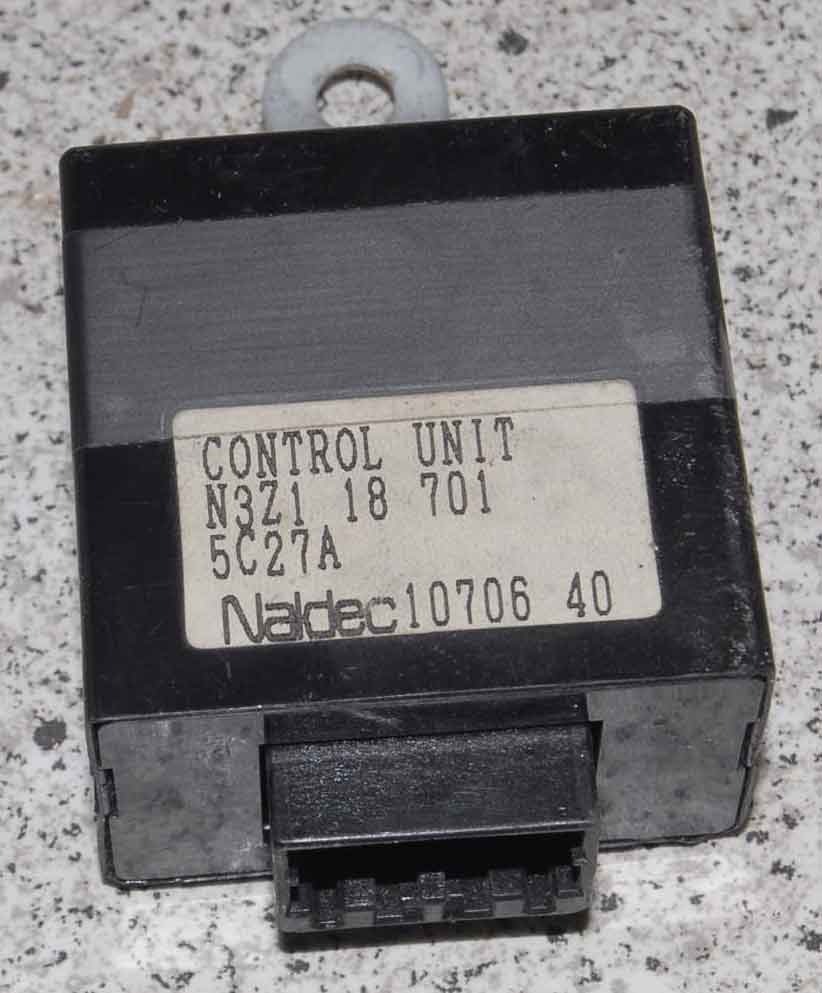 CONTROL UNIT
N3Z1 18 701
5C27A
Naldec 10706 40